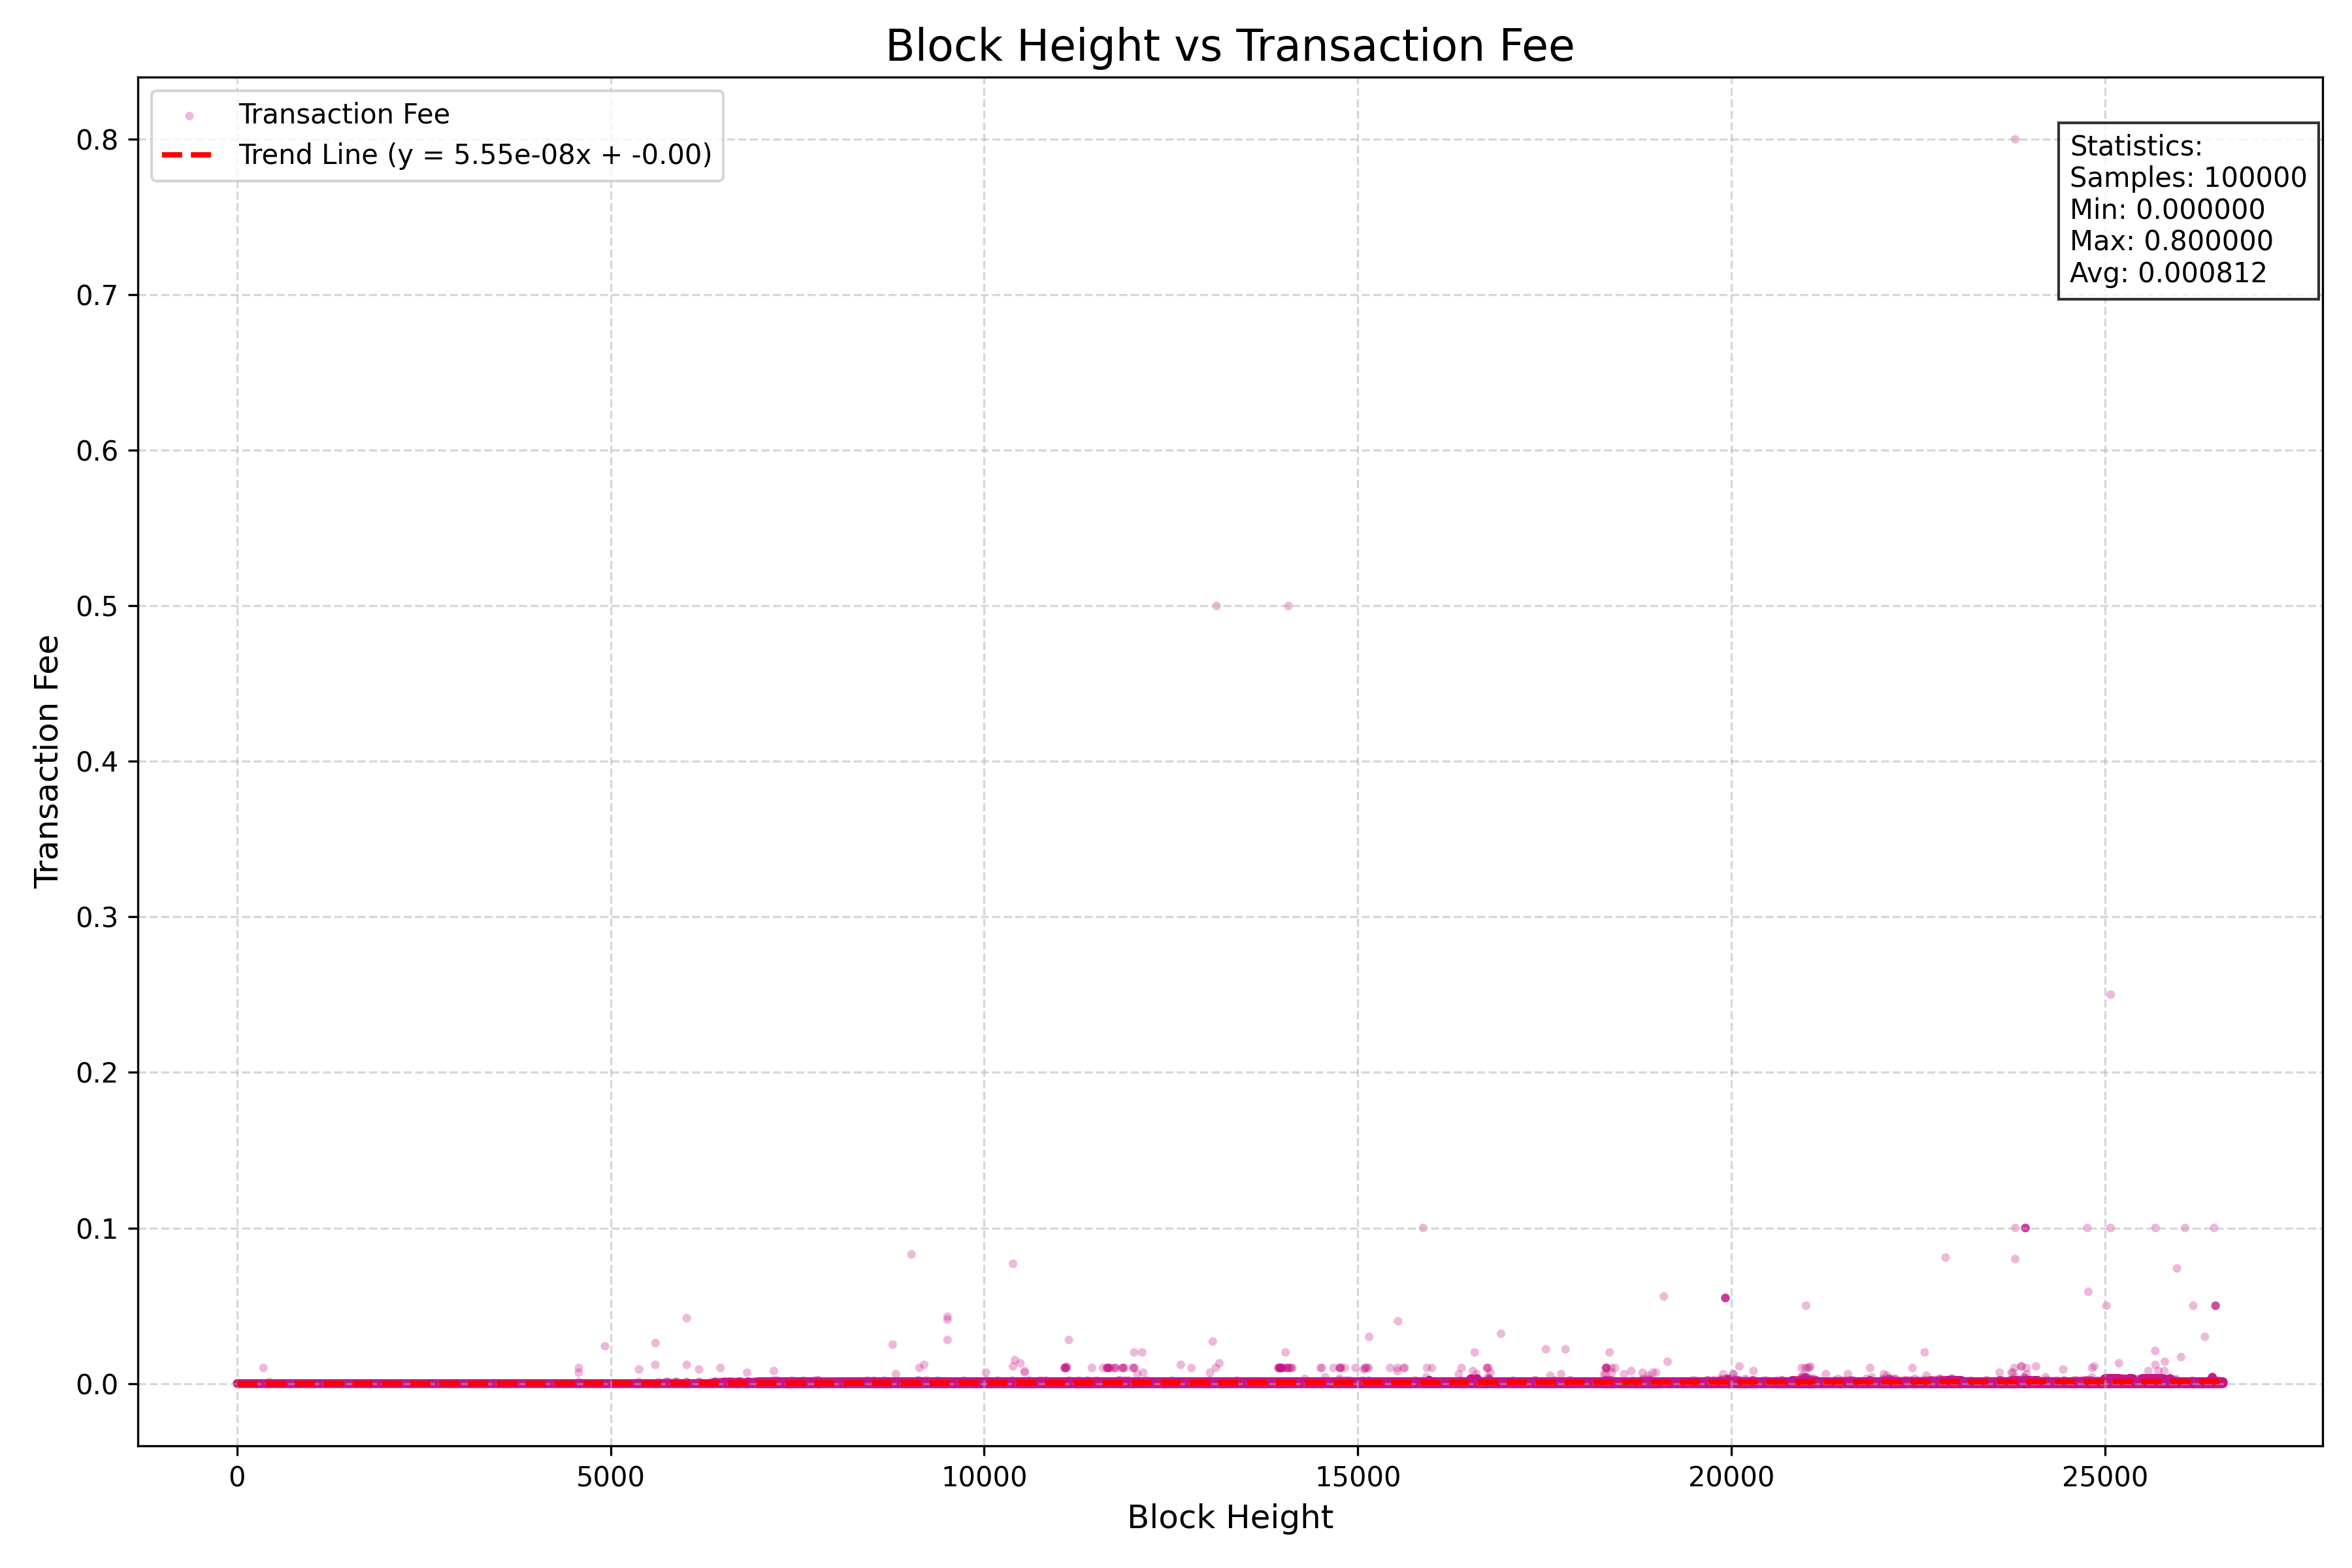 Block Height vs Transaction Fee
Transaction Fee
Trend Line (y = 5.55e-08x + -0.00)
Statistics:
Samples: 100000
Min: 0.000000
Max: 0.800000
Avg: 0.000812
Transaction Fee
0.8
0.7
0.6
0.5
0.4
0.3
0.2
0.1
0.0
0
5000
10000
15000
20000
25000
Block Height